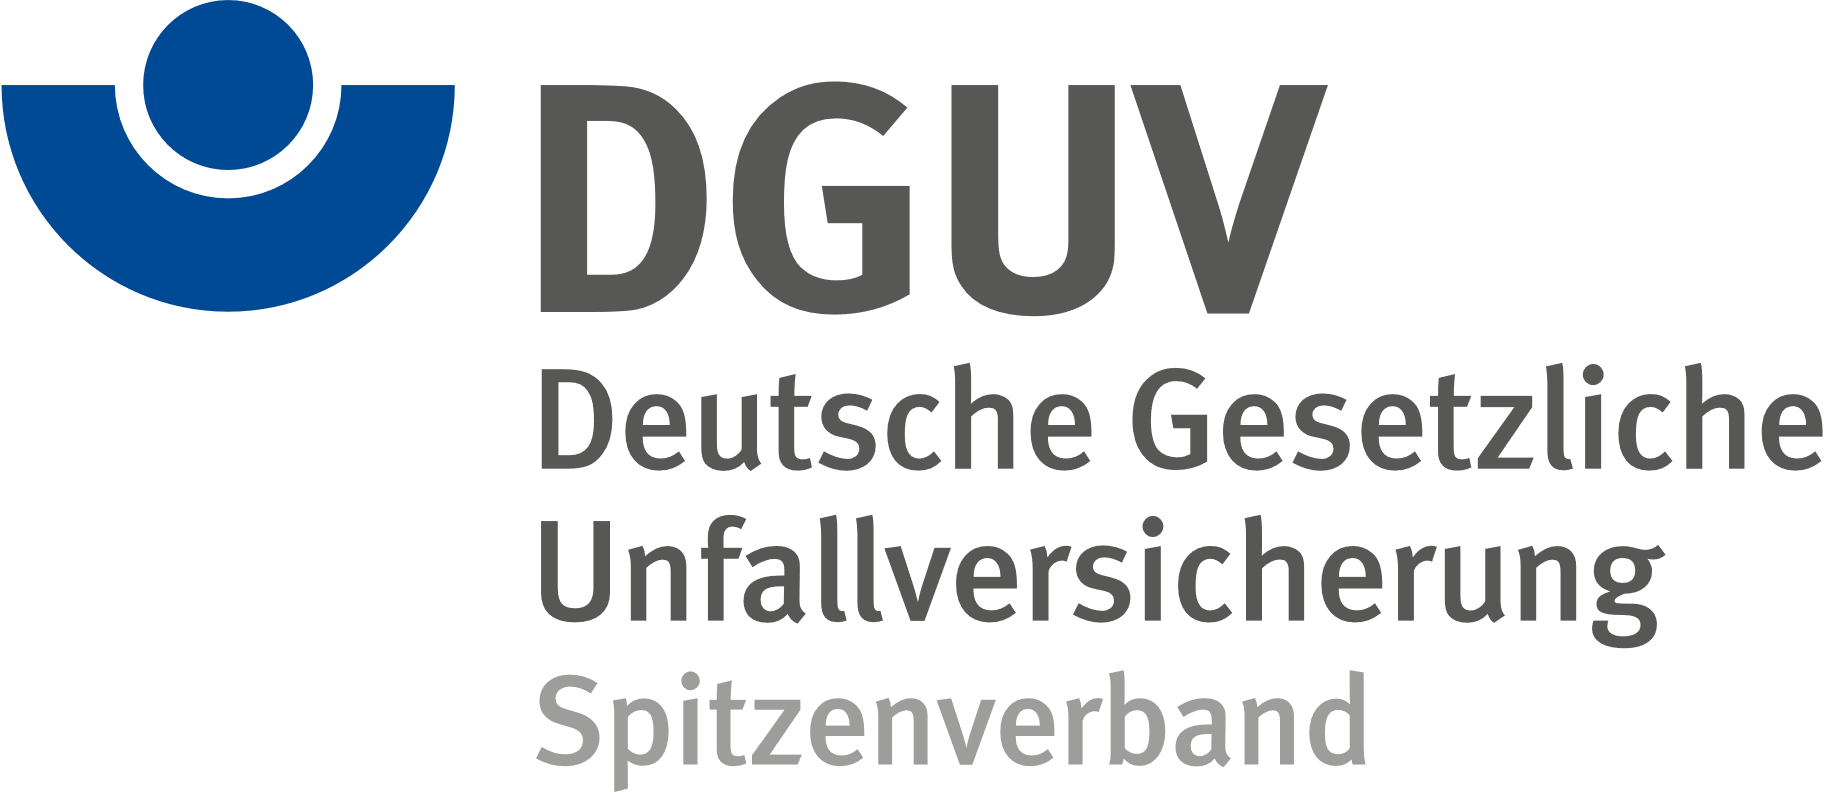 DGUV
Deutsche Gesetzliche
Unfallversicherung
Spitzenverband